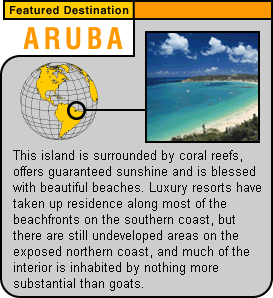 Featured Destination
ARUBA
This island is surrounded by coral reefs,
offers guaranteed sunshine and is blessed
with beautiful beaches. Luxury resorts have
taken up residence along most of the
beachfronts on the southern coast, but
there are still undeveloped areas on the
exposed northern coast, and much of the
interior is inhabited by nothing more
substantial than goats.